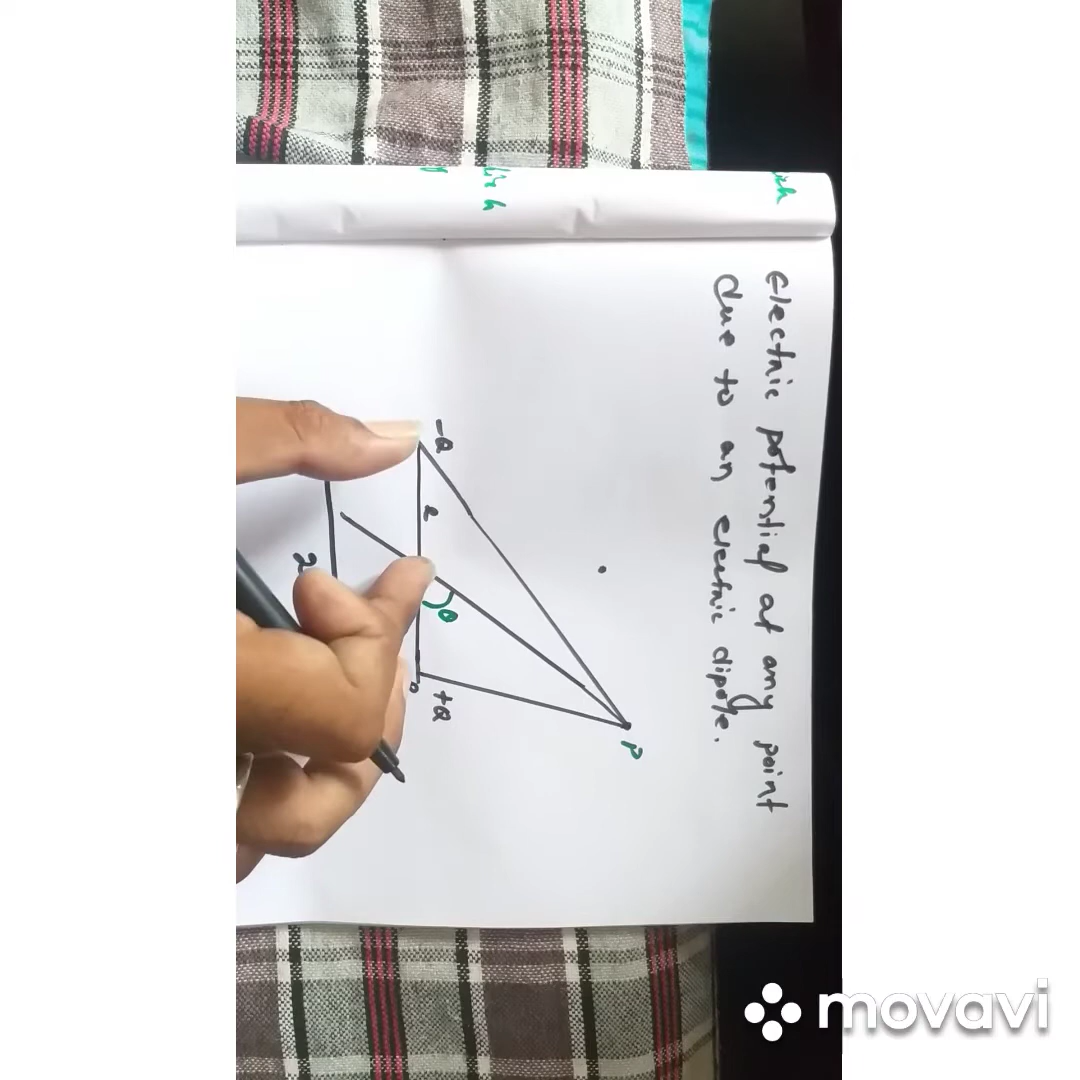 Electric potential at any point
due to an electric dipole.
P
θ
-Q
+Q
movavi